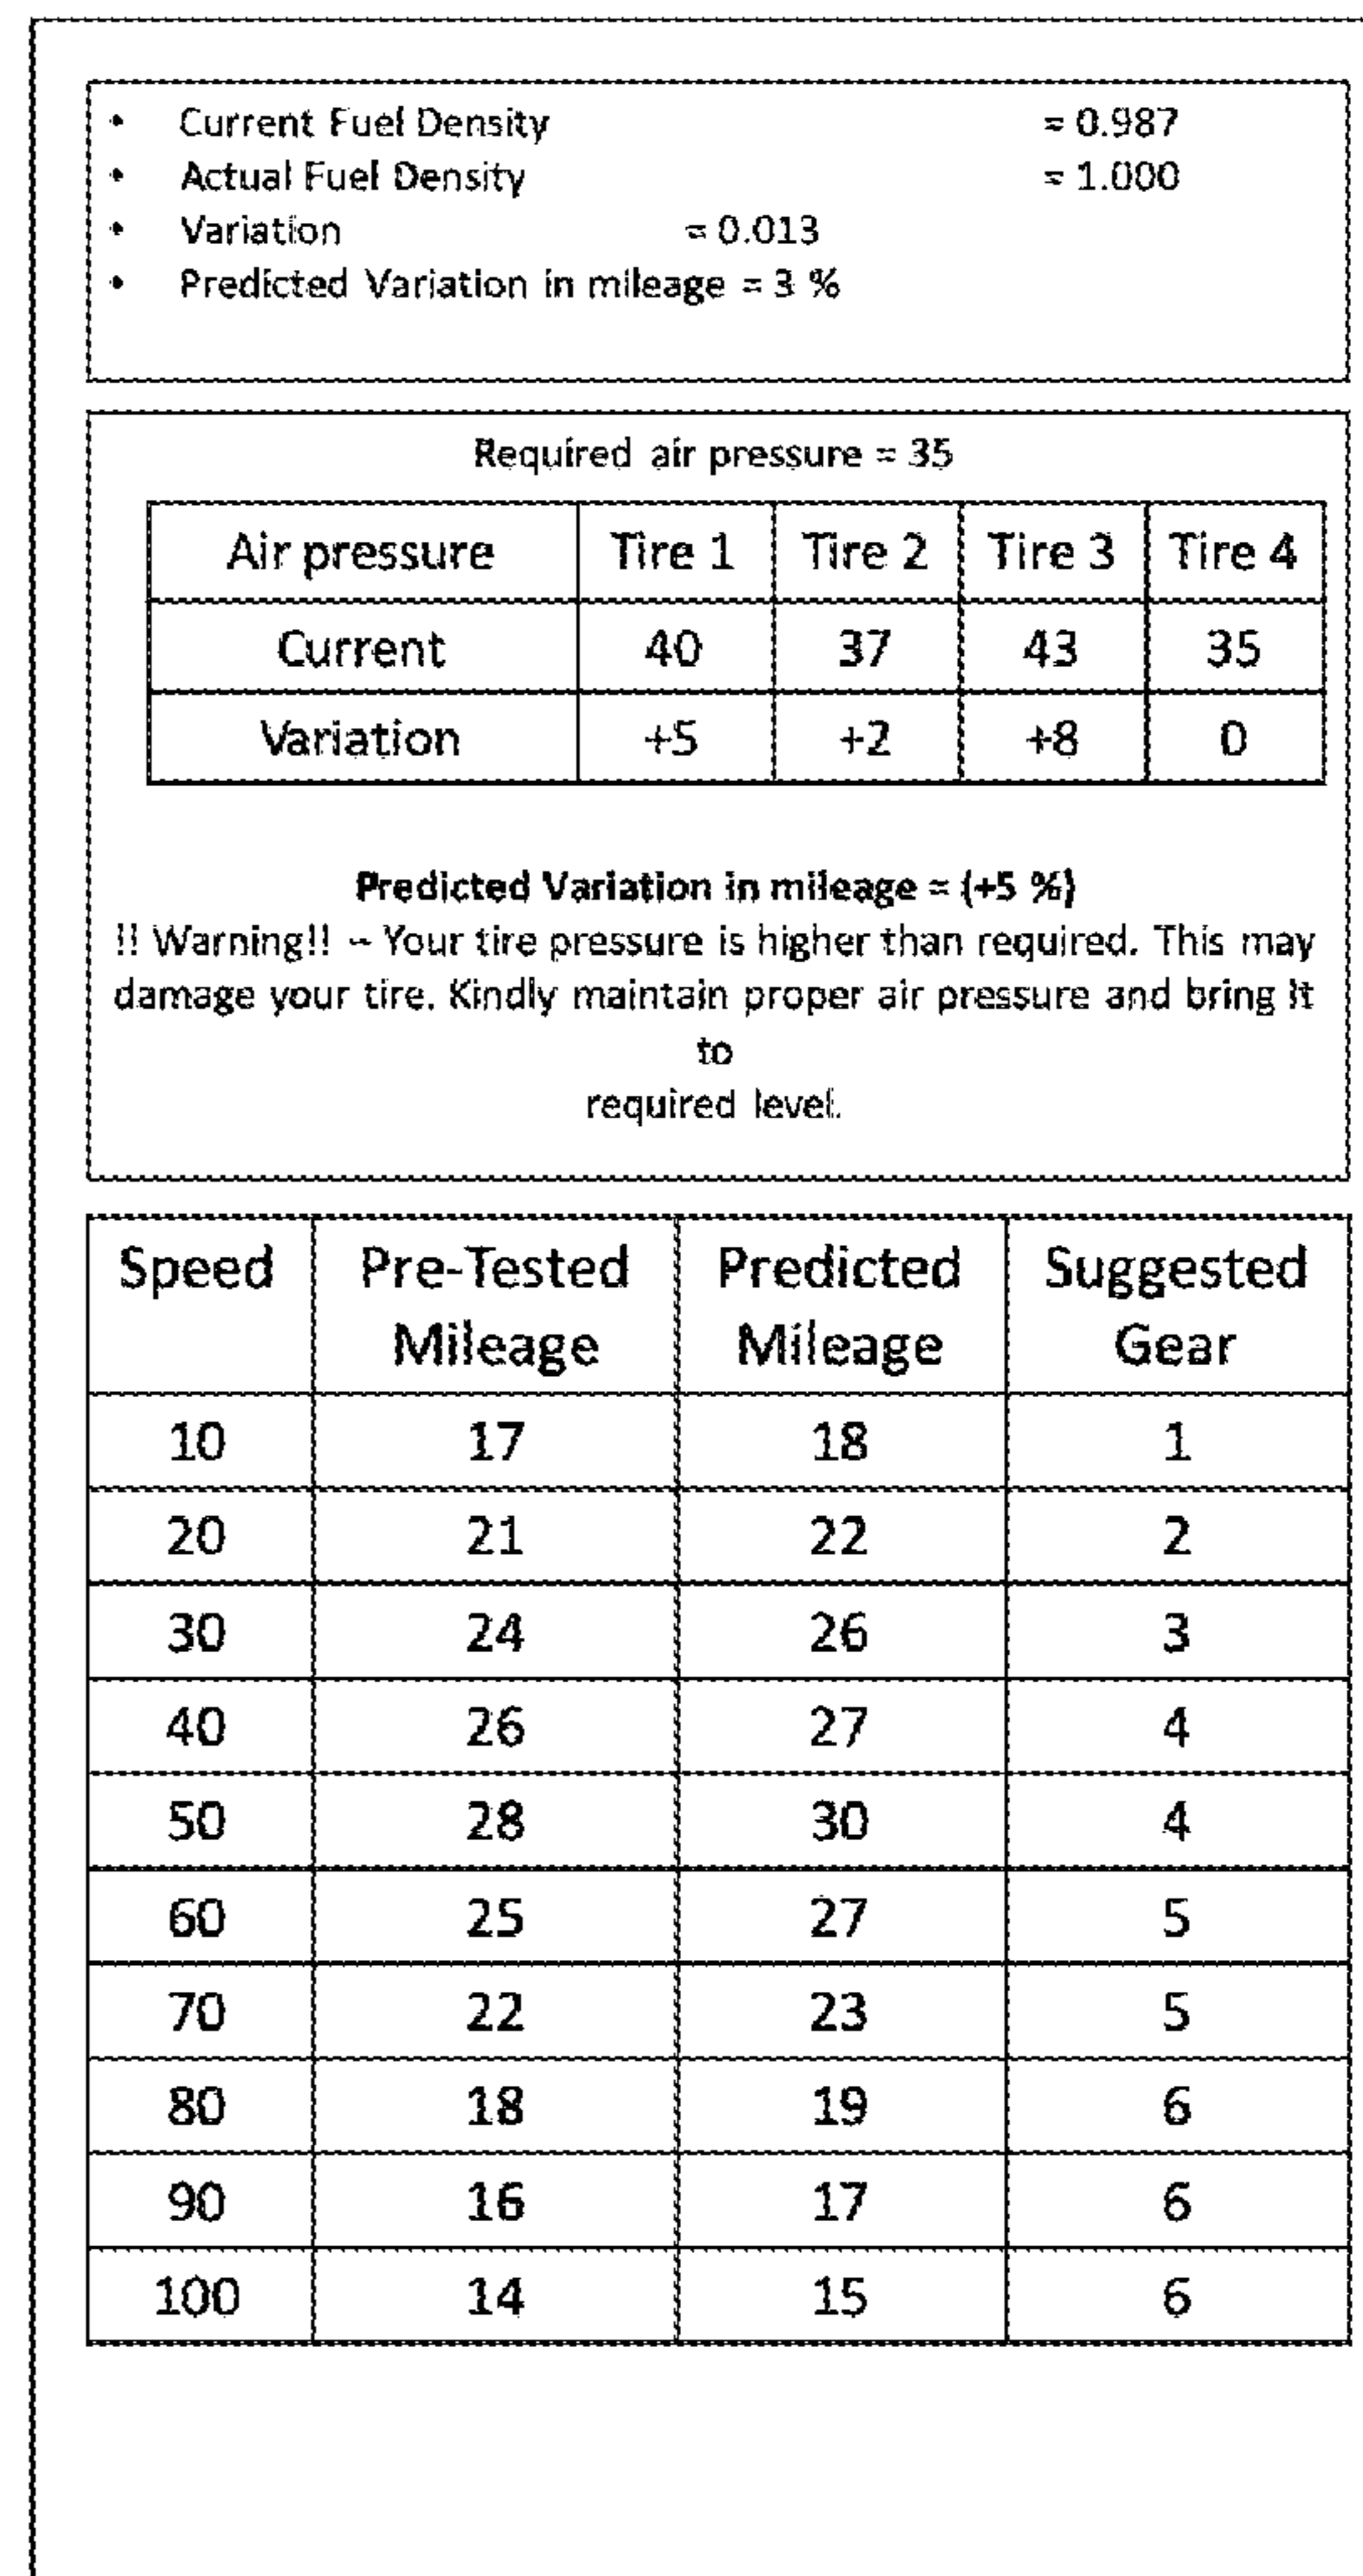 • Current Fuel Density = 0.987
• Actual Fuel Density = 1.000
• Variation = 0.013
• Predicted Variation in mileage = 3 %
Required air pressure = 35
Air pressure Tire 1 Tire 2 Tire 3 Tire 4
Current 40 37 43 35
Variation +5 +2 +8 0
Predicted Variation in mileage = (+5 %)
!! Warning!! – Your tire pressure is higher than required. This may
damage your tire. Kindly maintain proper air pressure and bring it
to
required level.
Speed Pre-Tested Predicted Suggested
Mileage Mileage Gear
10 17 18 1
20 21 22 2
30 24 26 3
40 26 27 4
50 28 30 4
60 25 27 5
70 22 23 5
80 18 19 6
90 16 17 6
100 14 15 6